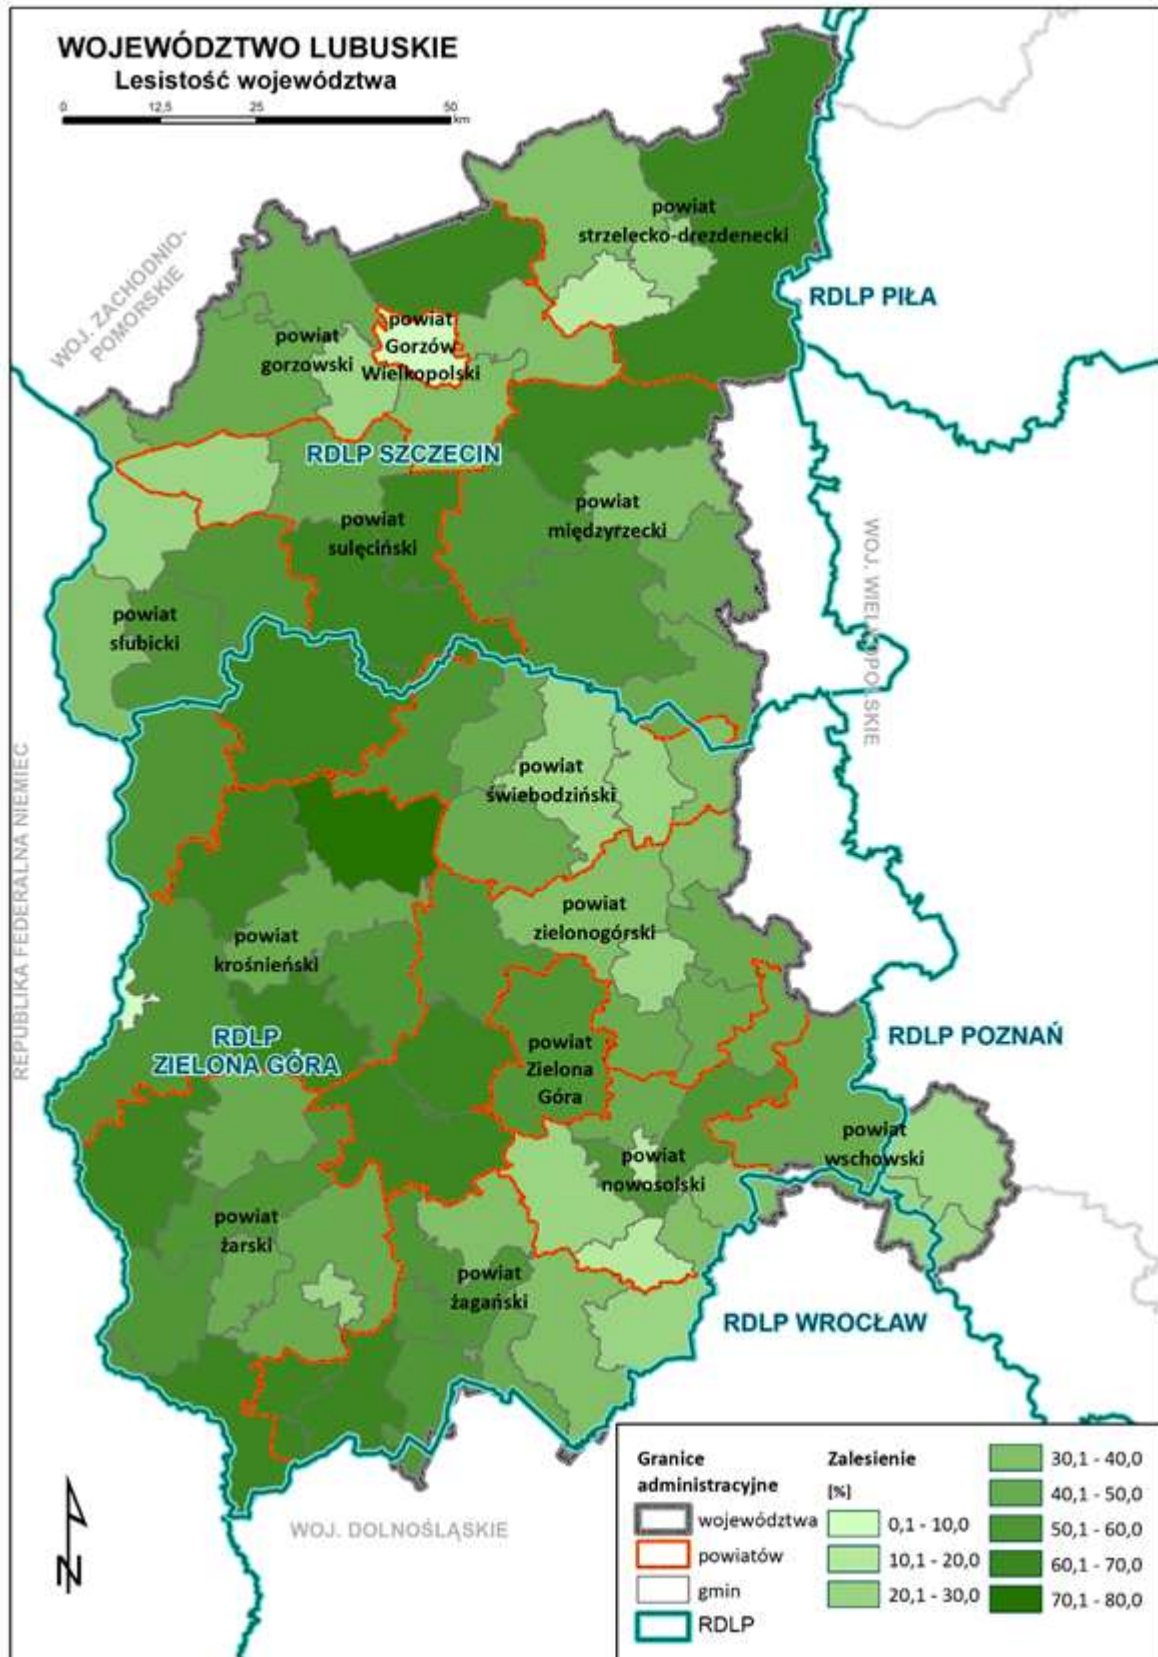 WOJEWÓDZTWO LUBUSKIE
Lesistość województwa
0 12,5 25 50
km
WOJ. ZACHODNIO-
POMORSKIE
powiat
strzelecko-drezdenecki
RDLP PIŁA
powiat
gorzowski
powiat
Gorzów
Wielkopolski
RDLP SZCZECIN
powiat
międzyrzecki
powiat
sulęciński
WOJ. WIELKOPOLSKIE
powiat
słubicki
REPUBLIKA FEDERALNA NIEMIEC
powiat
świebodziński
powiat
zielonogórski
powiat
krośnieński
RDLP
ZIELONA GÓRA
powiat
Zielona
Góra
RDLP POZNAŃ
powiat
wschowski
powiat
nowosolski
powiat
żarski
powiat
żagański
RDLP WROCŁAW
WOJ. DOLNOŚLĄSKIE
N
Granice
administracyjne
województwa
powiatów
gmin
RDLP
Zalesienie
[%]
0,1 - 10,0
10,1 - 20,0
20,1 - 30,0
30,1 - 40,0
40,1 - 50,0
50,1 - 60,0
60,1 - 70,0
70,1 - 80,0